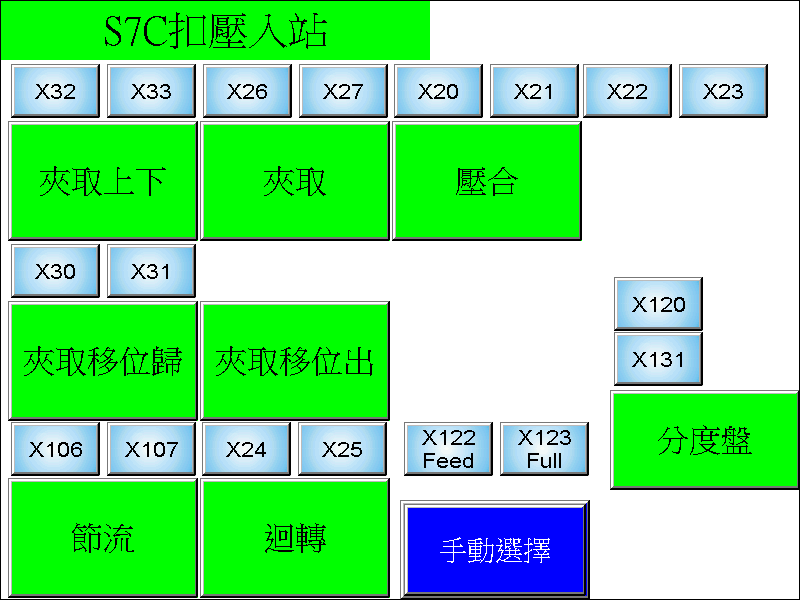 S7C扣壓入站
X32
X33
X26
X27
X20
X21
X22
X23
夾取上下
夾取
壓合
X30
X31
X120
X131
夾取移位歸
夾取移位出
分度盤
X106
X107
X24
X25
X122
Feed
X123
Full
節流
迴轉
手動選擇